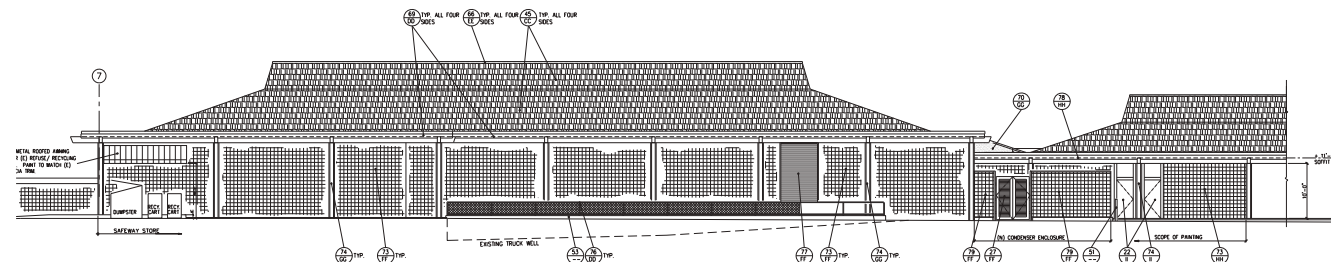 69 TYP. ALL FOUR
DD SIDES
66 TYP. ALL FOUR
EE SIDES
45 TYP. ALL FOUR
CC SIDES
7
70
GG
78
HH
METAL ROOFED AWNING
(E) REFUSE/ RECYCLING
PAINT TO MATCH (E)
TRIM.
SOFFIT
10'-0"
DUMPSTER
RECY.
CART
RECY.
CART
SAFEWAY STORE
EXISTING TRUCK WELL
(N) CONDENSER ENCLOSURE
SCOPE OF PAINTING
74 TYP.
GG
73 TYP.
FF
53
76
DD
77
FF
73 TYP.
FF
74 TYP.
GG
79
FF
27
FF
79
FF
51
22
74
73
HH